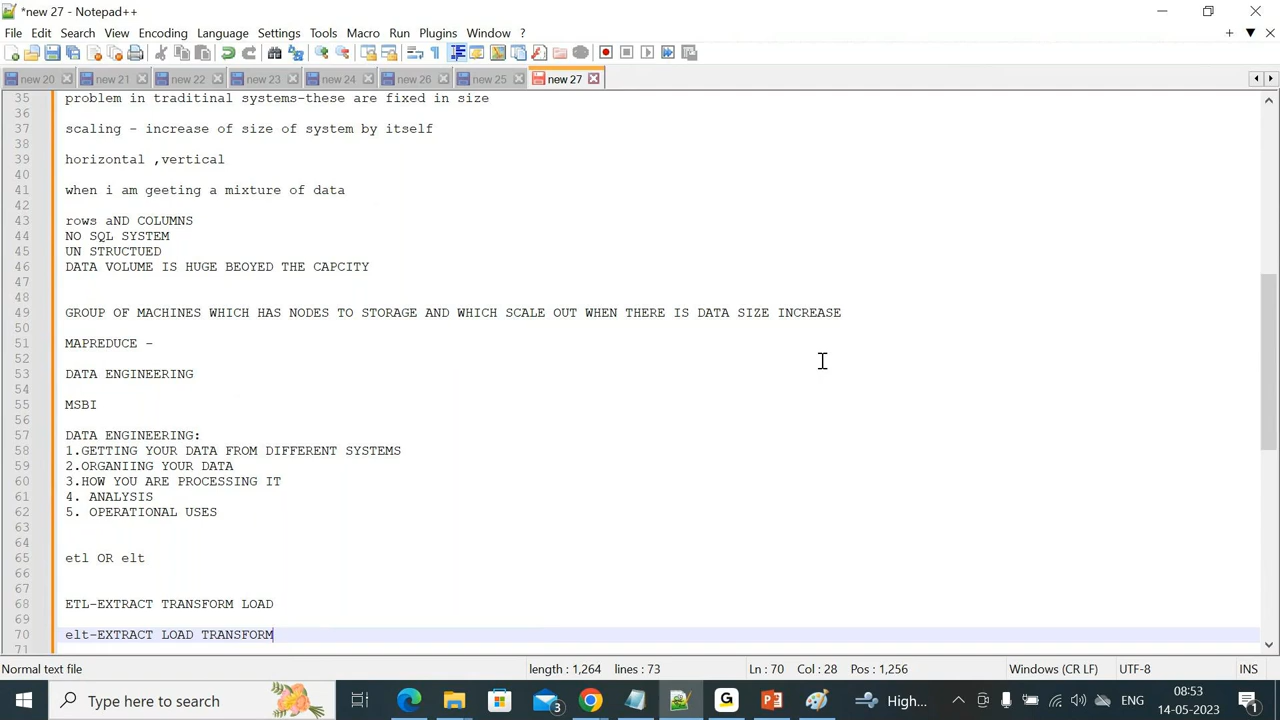 *new 27 - Notepad++
File Edit Search View Encoding Language Settings Tools Macro Run Plugins Window ?
new 20 new 21 new 22 new 23 new 24 new 26 new 25 new 27
35 problem in traditinal systems-these are fixed in size
36
37 scaling - increase of size of system by itself
38
39 horizontal ,vertical
40
41 when i am geeting a mixture of data
42
43 rows aND COLUMNS
44 NO SQL SYSTEM
45 UN STRUCTUED
46 DATA VOLUME IS HUGE BEOYED THE CAPCITY
47
48
49 GROUP OF MACHINES WHICH HAS NODES TO STORAGE AND WHICH SCALE OUT WHEN THERE IS DATA SIZE INCREASE
50
51 MAPREDUCE -
52
53 DATA ENGINEERING
54
55 MSBI
56
57 DATA ENGINEERING:
58 1.GETTING YOUR DATA FROM DIFFERENT SYSTEMS
59 2.ORGANIING YOUR DATA
60 3.HOW YOU ARE PROCESSING IT
61 4. ANALYSIS
62 5. OPERATIONAL USES
63
64
65 etl OR elt
66
67
68 ETL-EXTRACT TRANSFORM LOAD
69
70 elt-EXTRACT LOAD TRANSFORM
71
Normal text file length : 1,264 lines : 73 Ln : 70 Col : 28 Pos : 1,256 Windows (CR LF) UTF-8 INS
Type here to search 3 G High... ENG 08:53
14-05-2023 1